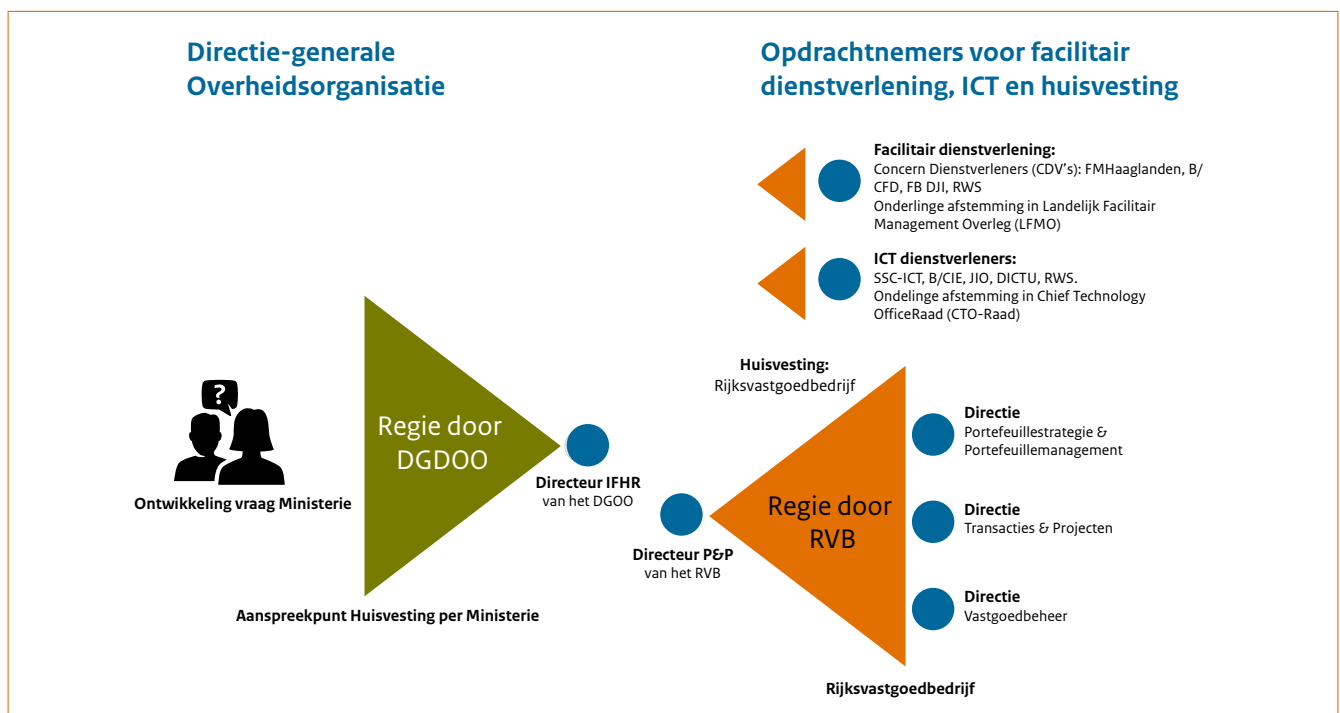 Directie-generale
Overheidsorganisatie
Opdrachtnemers voor facilitair
dienstverlening, ICT en huisvesting
Facilitair dienstverlening:
Concern Dienstverleners (CDV's): FMHaaglanden, B/
CFD, FB DJI, RWS
Onderlinge afstemming in Landelijk Facilitair
Management Overleg (LFMO)
ICT dienstverleners:
SSC-ICT, B/CIE, JIO, DICTU, RWS.
Ondelinge afstemming in Chief Technology
OfficeRaad (CTO-Raad)
?
Ontwikkeling vraag Ministerie
Regie door
DGDOO
Aanspreekpunt Huisvesting per Ministerie
Directeur IFHR
van het DGOO
Huisvesting:
Rijksvastgoedbedrijf
Directeur P&P
van het RVB
Regie door
RVB
Directie
Portefeuillestrategie &
Portefeuillemanagement
Directie
Transacties & Projecten
Directie
Vastgoedbeheer
Rijksvastgoedbedrijf